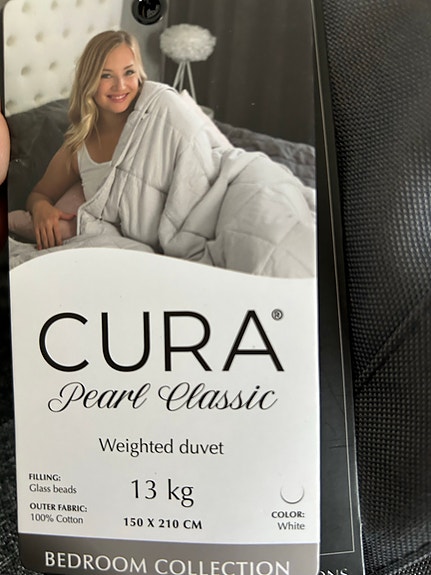 CURA®
Pearl Classic
Weighted duvet
FILLING:
Glass beads
13 kg
OUTER FABRIC:
100% Cotton
150 X 210 CM
COLOR:
White
BEDROOM COLLECTION